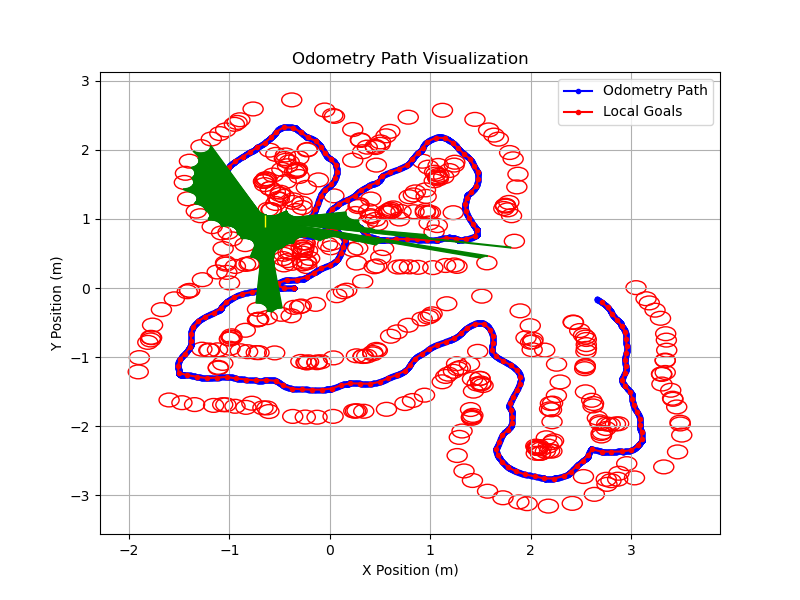 Odometry Path Visualization
Odometry Path
Local Goals
3
2
1
0
−1
−2
−3
Y Position (m)
−2
−1
0
1
2
3
X Position (m)